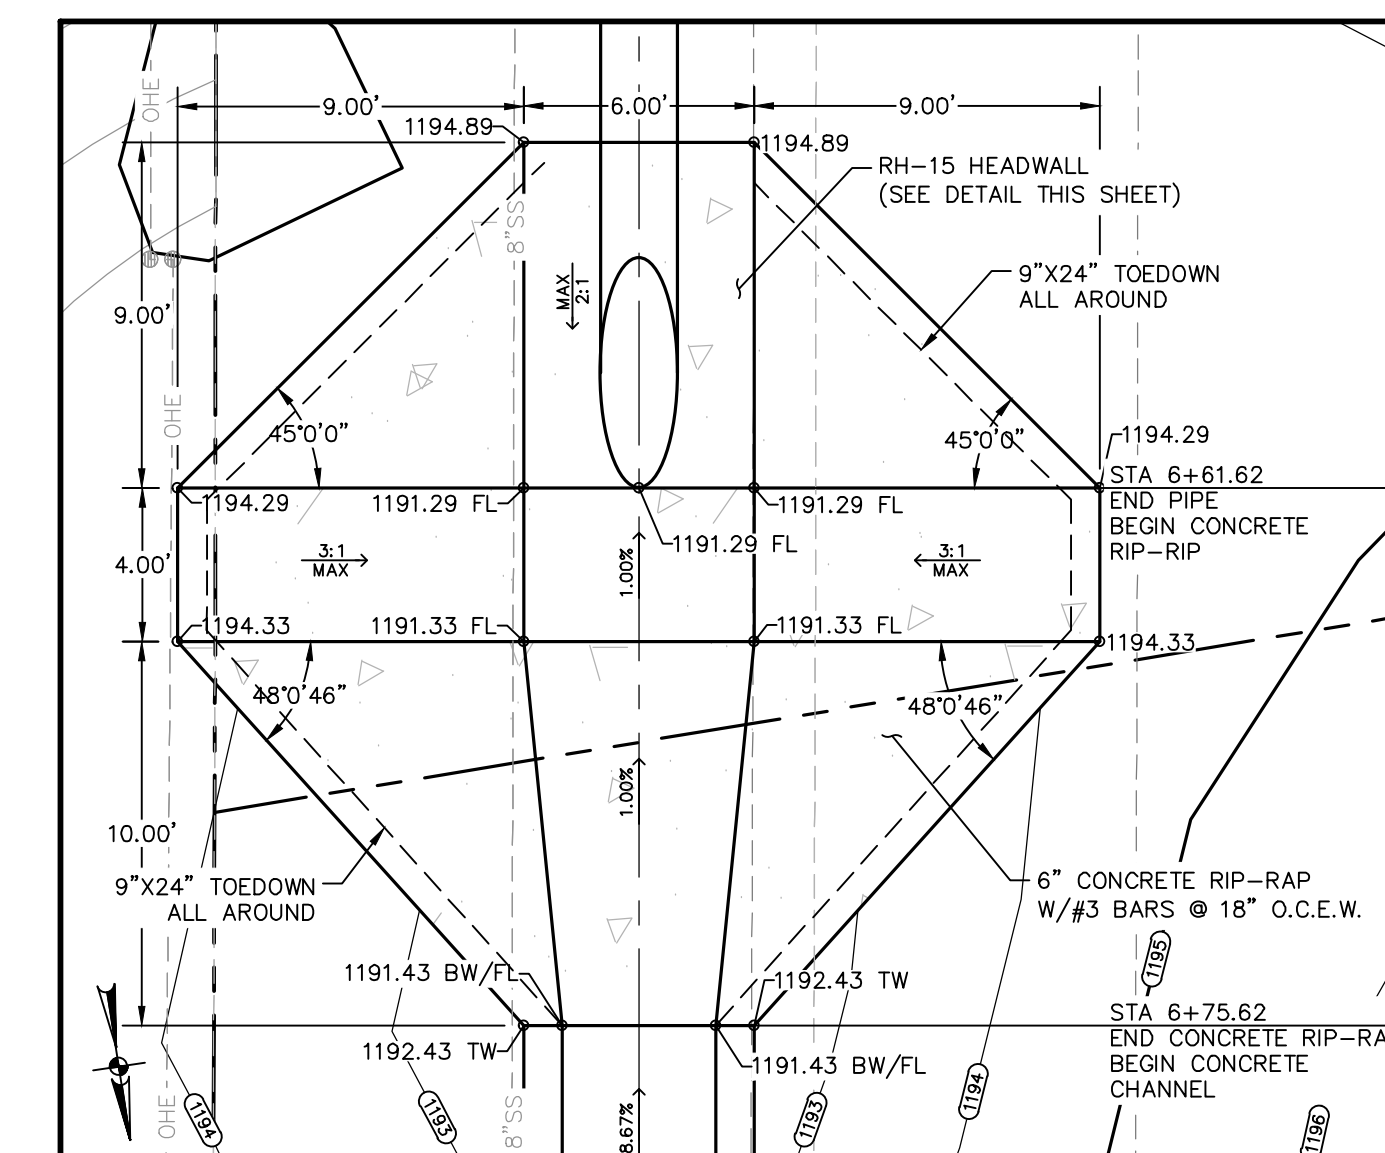 OHE
9.00'
6.00'
9.00'
1194.89
1194.89
RH-15 HEADWALL
(SEE DETAIL THIS SHEET)
8"SS
9"X24" TOEDOWN
ALL AROUND
MAX
2:1
9.00'
OHE
45°0'0"
45°0'0"
1194.29
STA 6+61.62
END PIPE
BEGIN CONCRETE
RIP-RIP
1194.29
1191.29 FL
1191.29 FL
1191.29 FL
4.00'
3:1
MAX
1.00%
3:1
MAX
1194.33
1191.33 FL
1191.33 FL
1194.33
48°0'46"
48°0'46"
1.00%
10.00'
9"X24" TOEDOWN
ALL AROUND
6" CONCRETE RIP-RAP
W/#3 BARS @ 18" O.C.E.W.
1195
1191.43 BW/FL
1192.43 TW
STA 6+75.62
END CONCRETE RIP-RA
BEGIN CONCRETE
CHANNEL
1192.43 TW
1191.43 BW/FL
OHE
1194
1193
8"SS
8.67%
1193
1194
1196